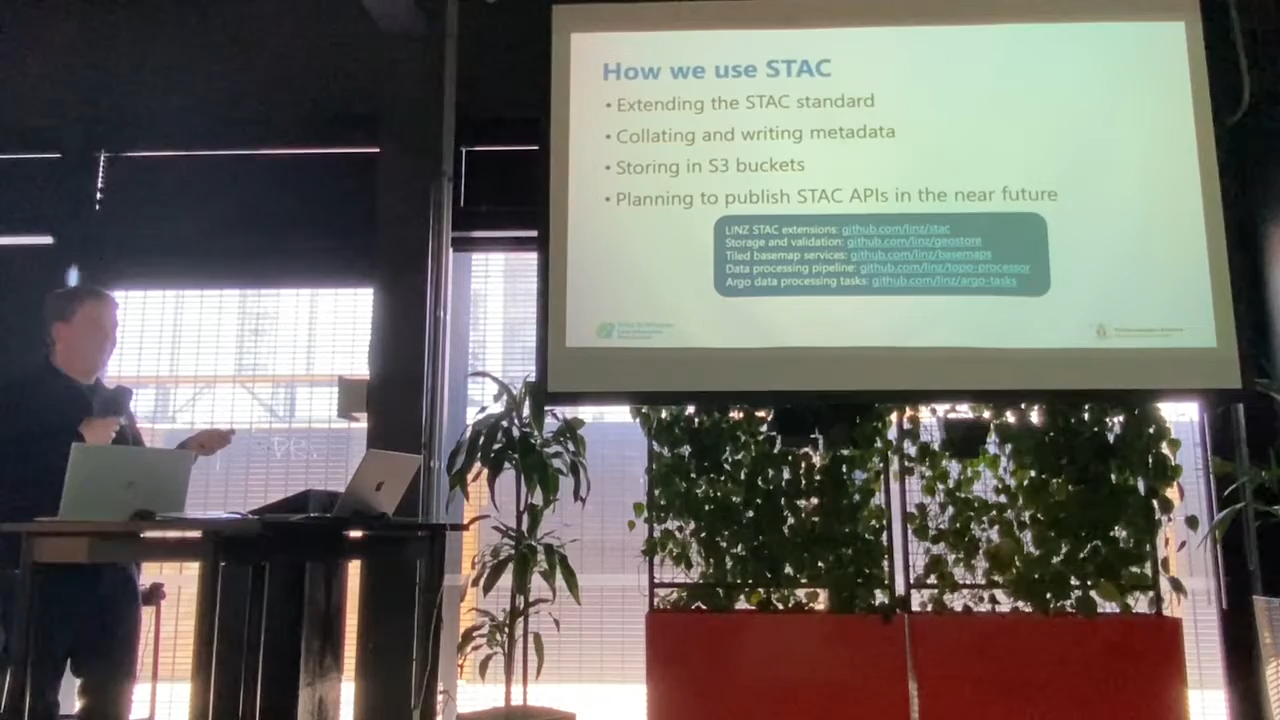 How we use STAC
• Extending the STAC standard
• Collating and writing metadata
• Storing in S3 buckets
• Planning to publish STAC APIs in the near future
LINZ STAC extensions: github.com/linz/stac
Storage and validation: github.com/linz/geostore
Tiled basemap services: github.com/linz/basemaps
Data processing pipeline: github.com/linz/topo-processor
Argo data processing tasks: github.com/linz/argo-tasks